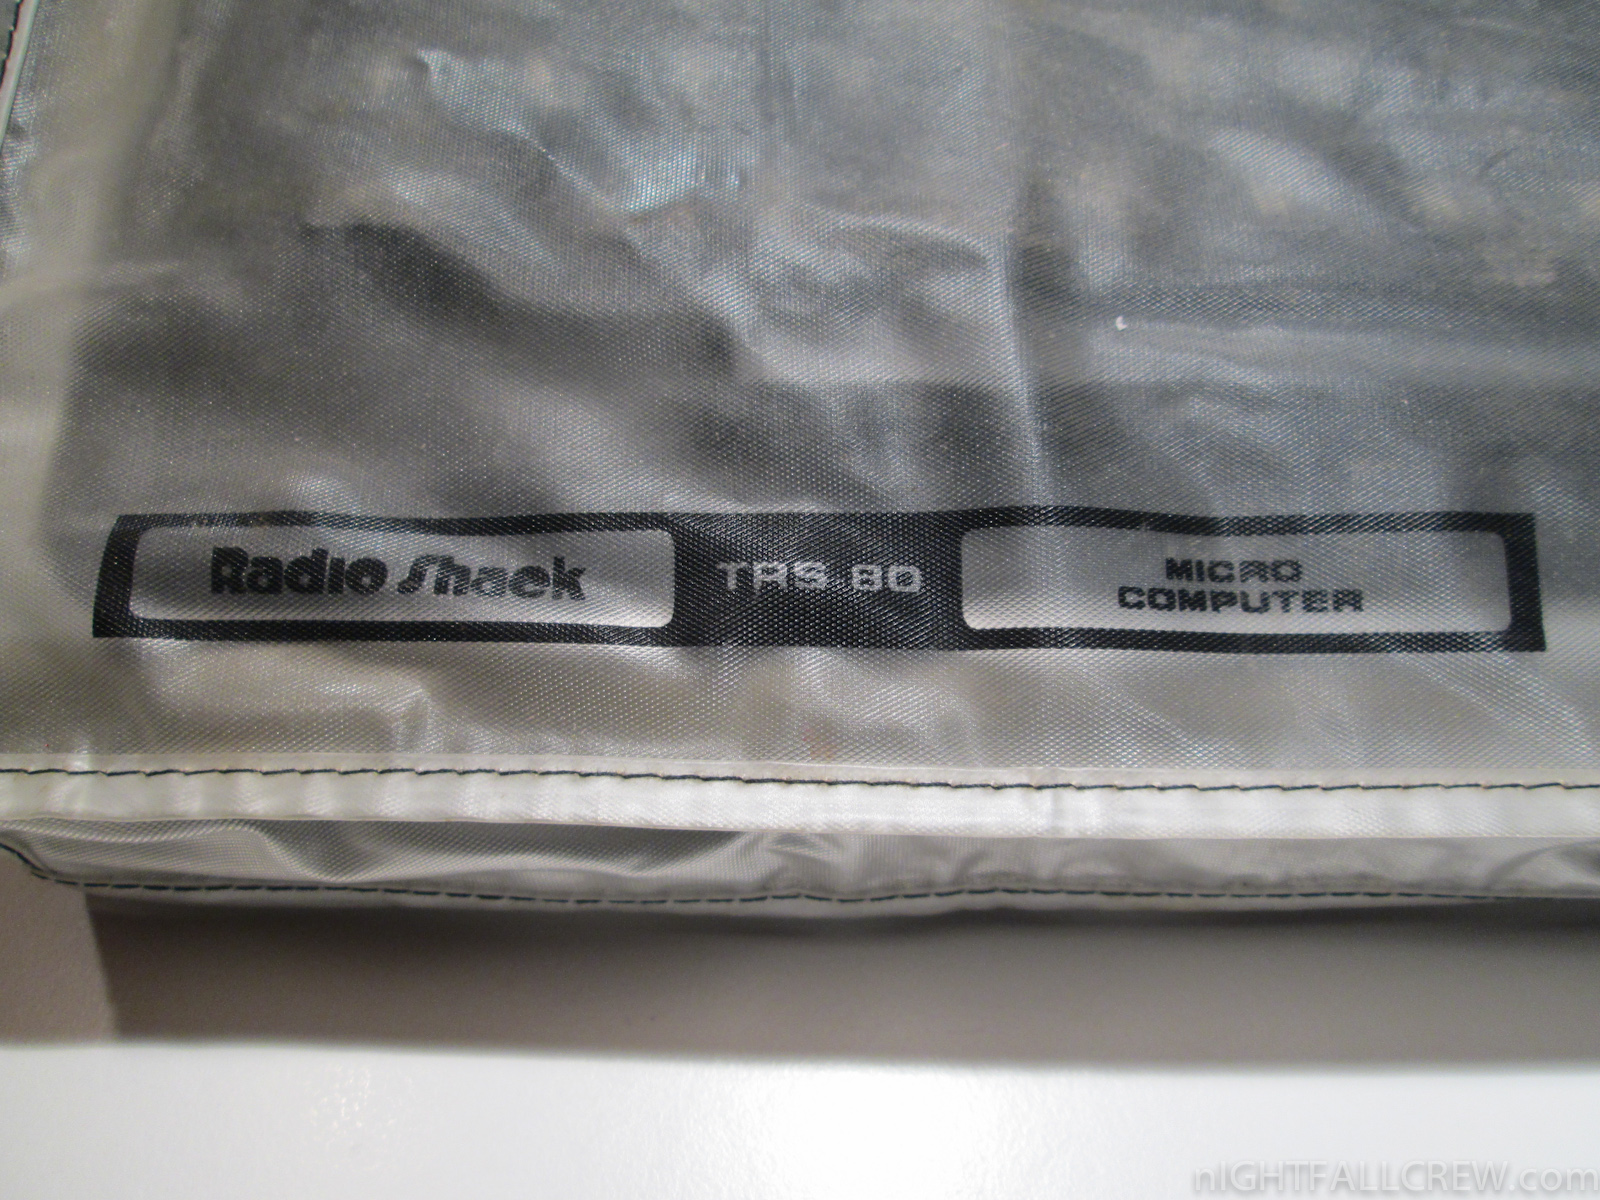 Radio Shack
TRS 80
MICRO
COMPUTER
nIGHTFALLCREW.com